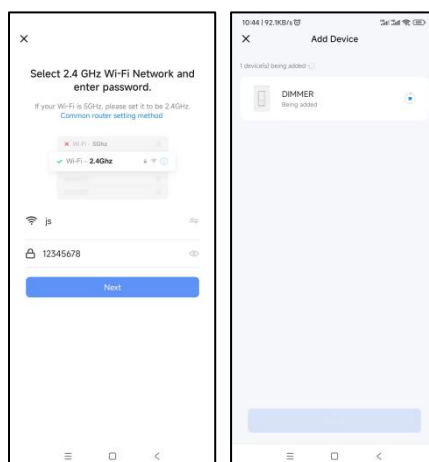 Select 2.4 GHz Wi-Fi Network and
enter password.
If your Wi-Fi is 5GHz, please set it to be 2.4GHz.
Common router setting
method
Wi-Fi - 5Ghz
Wi-Fi - 2.4Ghz
js
12345678
Next
10:44 | 92.1KB/s
Add Device
1 device(s) being added
DIMMER
Being added